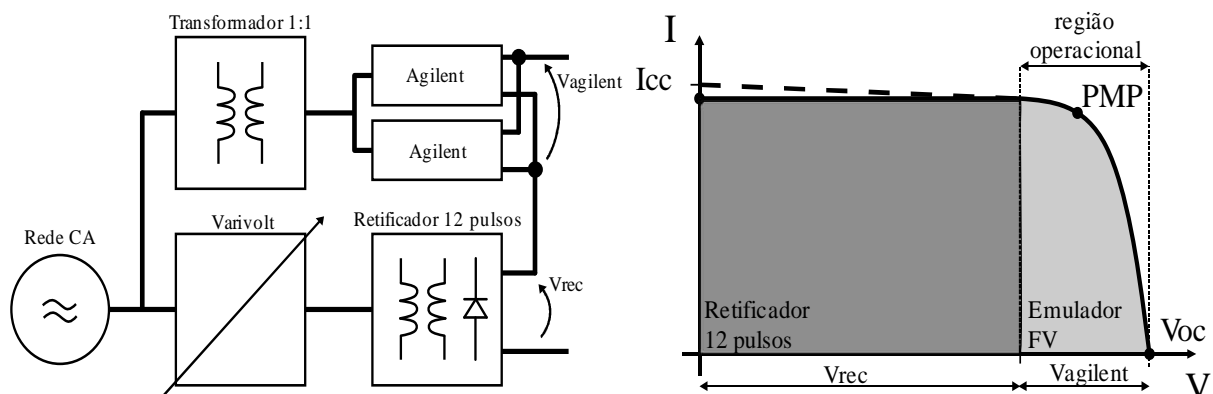 Transformador 1:1
Agilent
Agilent
Vagilent
Rede CA
Varivolt
Retificador 12 pulsos
Vrec
I
Icc
região
operacional
PMP
Retificador
12 pulsos
Emulador
FV
Voc
V
Vrec
Vagilent